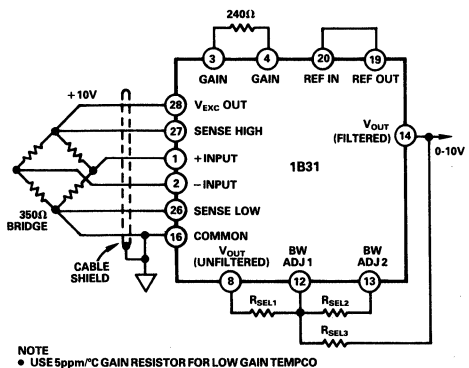 240Ω
3
4
20
19
GAIN
GAIN
REF IN
REF OUT
+10V
28
VEXC OUT
27
SENSE HIGH
1
+INPUT
2
−INPUT
26
SENSE LOW
16
COMMON
350Ω
BRIDGE
CABLE
SHIELD
1B31
VOUT
(FILTERED)
14
0-10V
VOUT
(UNFILTERED)
BW
ADJ 1
BW
ADJ 2
8
12
13
RSEL1
RSEL2
RSEL3
NOTE
● USE 5ppm/°C GAIN RESISTOR FOR LOW GAIN TEMPCO